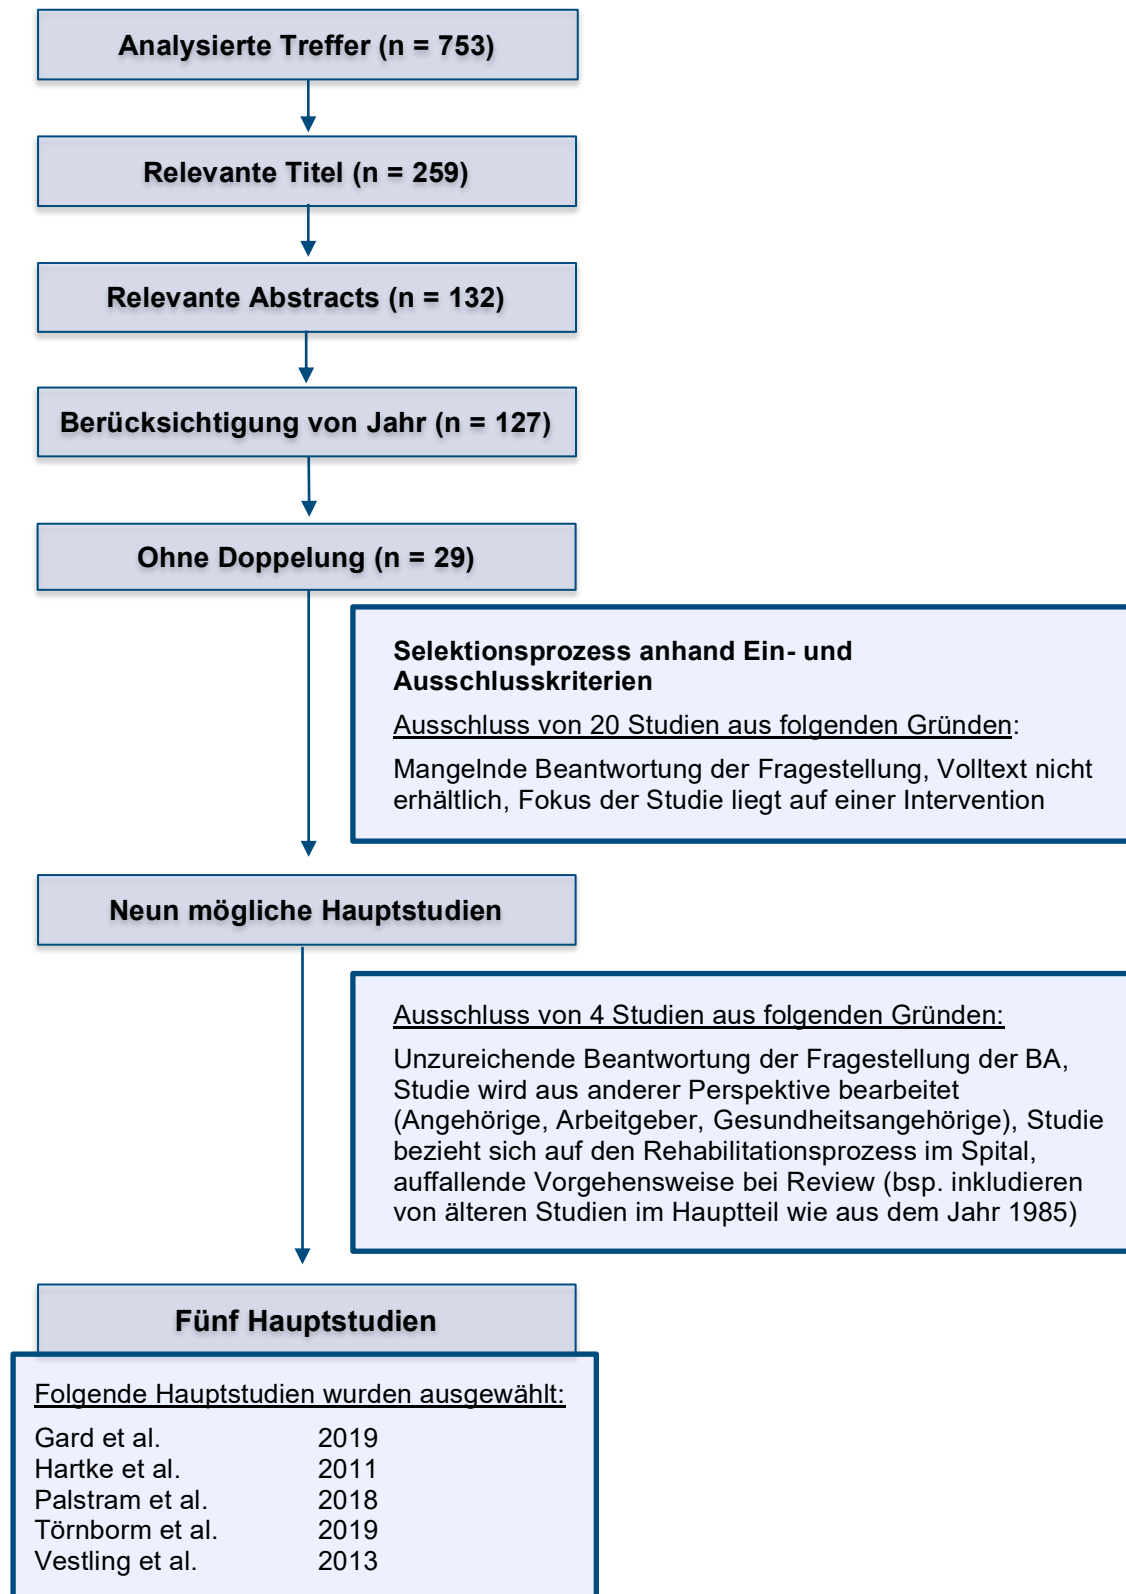 Analysierte Treffer (n = 753)
Relevante Titel (n = 259)
Relevante Abstracts (n = 132)
Berücksichtigung von Jahr (n = 127)
Ohne Doppelung (n = 29)
Selektionsprozess anhand Ein- und
Ausschlusskriterien
Ausschluss von 20 Studien aus folgenden Gründen:
Mangelnde Beantwortung der Fragestellung, Volltext nicht
erhältlich, Fokus der Studie liegt auf einer Intervention
Neun mögliche Hauptstudien
Ausschluss von 4 Studien aus folgenden Gründen:
Unzureichende Beantwortung der Fragestellung der BA,
Studie wird aus anderer Perspektive bearbeitet
(Angehörige, Arbeitgeber, Gesundheitsangehörige), Studie
bezieht sich auf den Rehabilitationsprozess im Spital,
auffallende Vorgehensweise bei Review (bsp. inkludieren
von älteren Studien im Hauptteil wie aus dem Jahr 1985)
Fünf Hauptstudien
Folgende Hauptstudien wurden ausgewählt:
Gard et al. 2019
Hartke et al. 2011
Palstram et al. 2018
Törnborm et al. 2019
Vestling et al. 2013